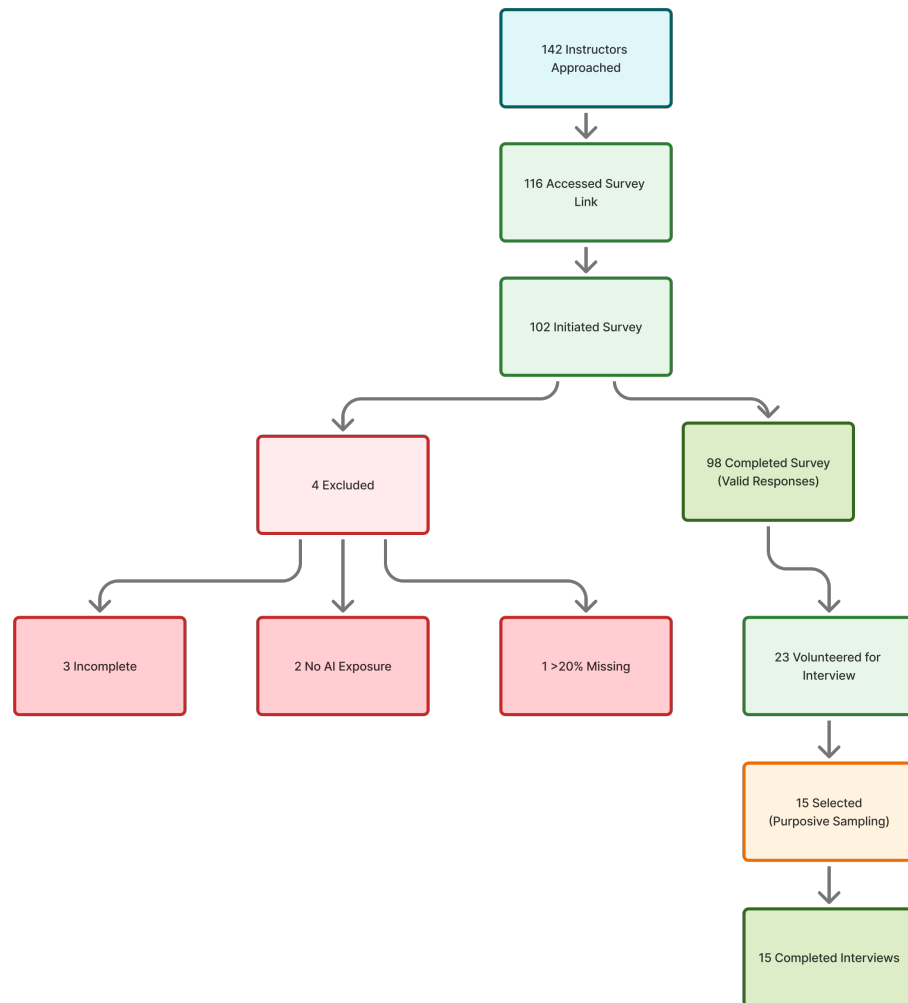 142 Instructors
Approached
116 Accessed Survey
Link
102 Initiated Survey
4 Excluded
98 Completed Survey
(Valid Responses)
3 Incomplete
2 No AI Exposure
1 >20% Missing
23 Volunteered for
Interview
15 Selected
(Purposive Sampling)
15 Completed Interviews